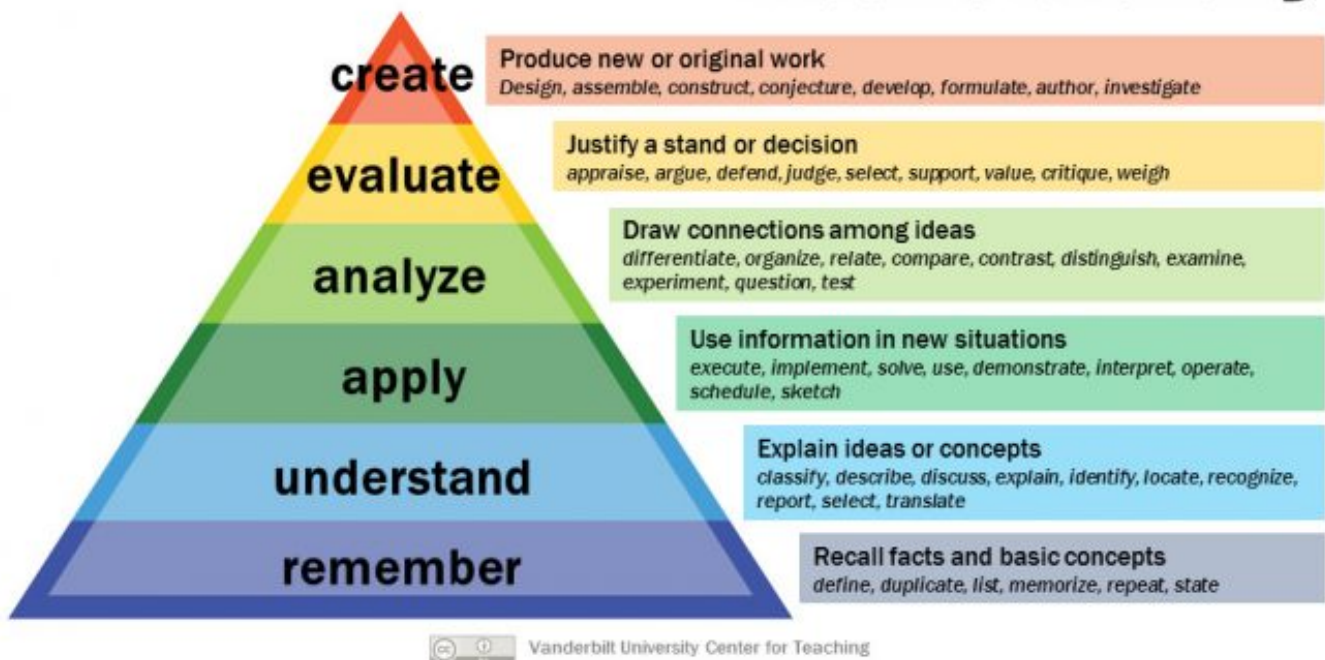 create
Produce new or original work
Design, assemble, construct, conjecture, develop, formulate, author, investigate
evaluate
Justify a stand or decision
appraise, argue, defend, judge, select, support, value, critique, weigh
analyze
Draw connections among ideas
differentiate, organize, relate, compare, contrast, distinguish, examine,
experiment, question, test
apply
Use information in new situations
execute, implement, solve, use, demonstrate, interpret, operate,
schedule, sketch
understand
Explain ideas or concepts
classify, describe, discuss, explain, identify, locate, recognize,
report, select, translate
remember
Recall facts and basic concepts
define, duplicate, list, memorize, repeat, state
cc
Vanderbilt University Center for Teaching